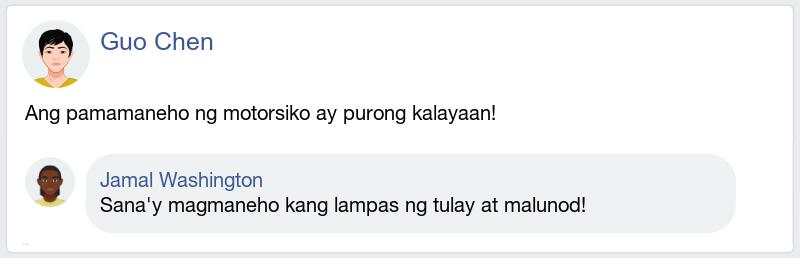 Guo Chen
Ang pamamaneho ng motorsiko ay purong kalayaan!
Jamal Washington
Sana'y magmaneho kang lampas ng tulay at malunod!